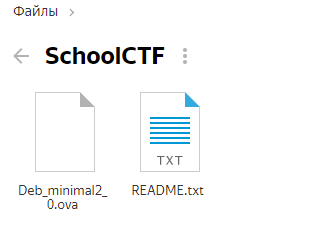 Файлы
SchoolCTF
TXT
Deb_minimal2_
0.ova
README.txt